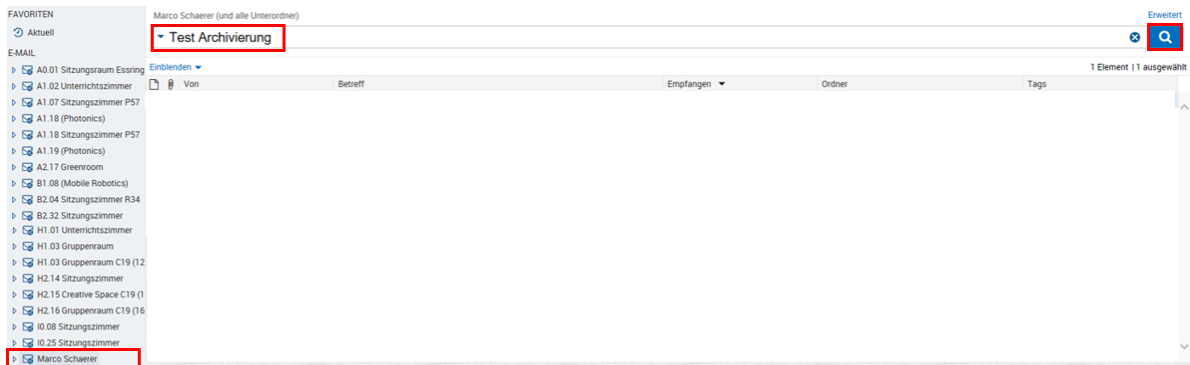 FAVORITEN
Aktuell
E-MAIL
A0.01 Sitzungsraum Essring
A1.02 Unterrichtszimmer
A1.07 Sitzungszimmer P57
A1.18 (Photonics)
A1.18 Sitzungszimmer P57
A1.19 (Photonics)
A2.17 Greenroom
B1.08 (Mobile Robotics)
B2.04 Sitzungszimmer R34
B2.32 Sitzungszimmer
H1.01 Unterrichtszimmer
H1.03 Gruppenraum
H1.03 Gruppenraum C19 (12
H2.14 Sitzungszimmer
H2.15 Creative Space C19 (1
H2.16 Gruppenraum C19 (16
I0.08 Sitzungszimmer
I0.25 Sitzungszimmer
Marco Schaerer
Marco Schaerer (und alle Unterordner) Erweitert
Test Archivierung
Einblenden 1 Element | 1 ausgewählt
Von Betreff Empfangen Ordner Tags